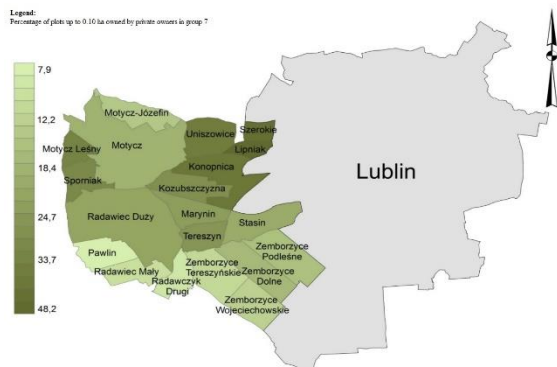 Legend:
Percentage of plots up to 0.10 ha owned by private owners in group 7
7,9
12,2
18,4
24,7
33,7
48,2
Motycz-Józefin
Uniszowice
Szerokie
Motycz Leśny
Motycz
Lipniak
Konopnica
Sporniak
Kozubszczyzna
Lublin
Radawiec Duży
Marynin
Stasin
Tereszyn
Pawlin
Zemborzyce
Podleśne
Radawiec Mały
Zemborzyce
Tereszyńskie
Zemborzyce
Dolne
Radawczyk
Drugi
Zemborzyce
Wojeciechowskie